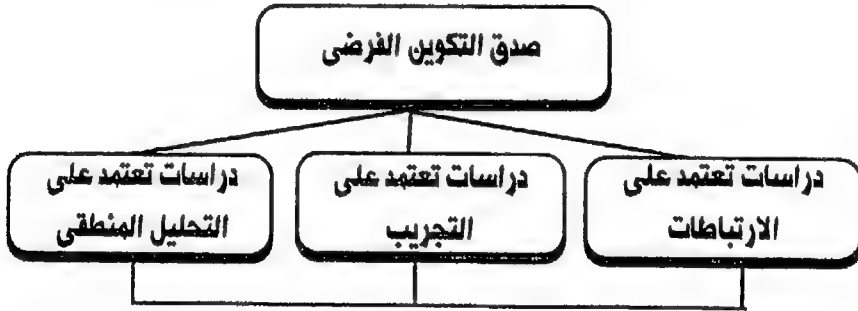 صدق التكوين الفرضى
دراسات تعتمد على
الارتباطات
دراسات تعتمد على
التجريب
دراسات تعتمد على
التحليل المنطقى